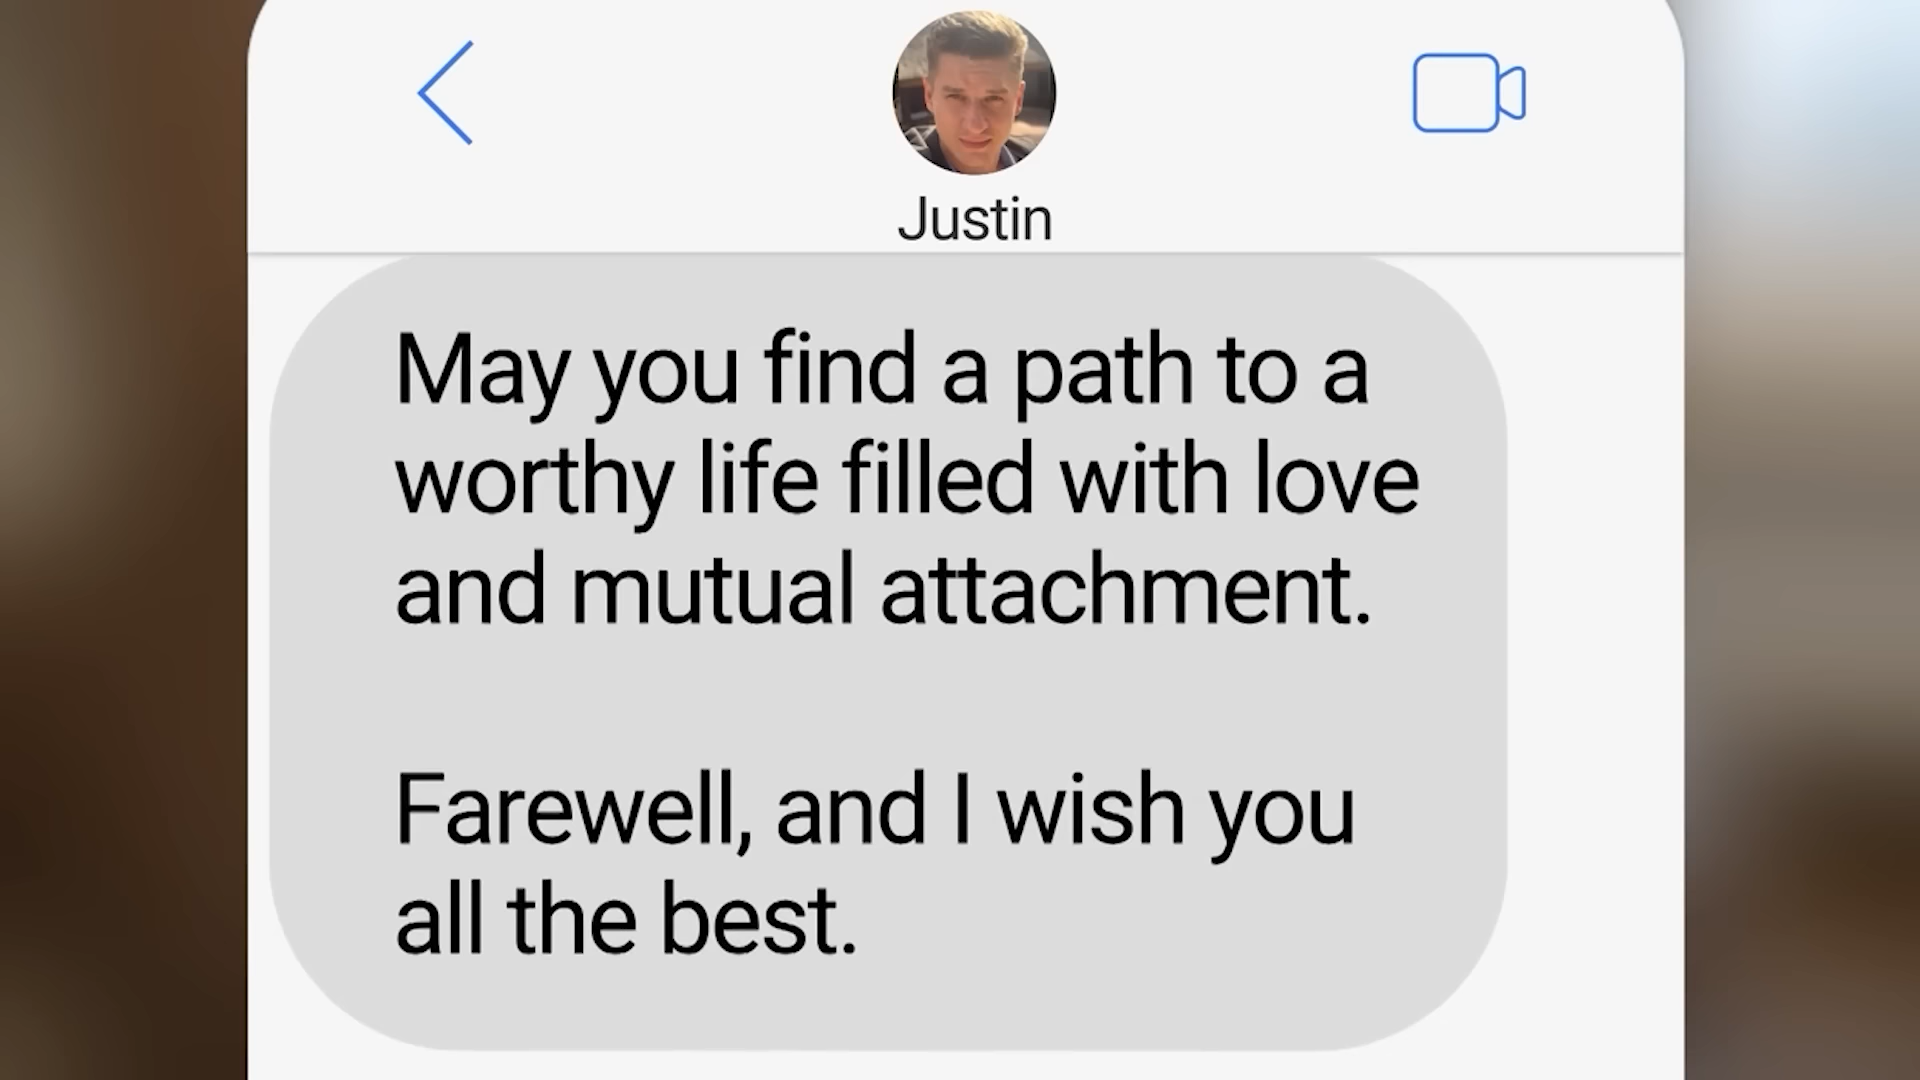 Justin
May you find a path to a
worthy life filled with love
and mutual attachment.
Farewell, and I wish you
all the best.